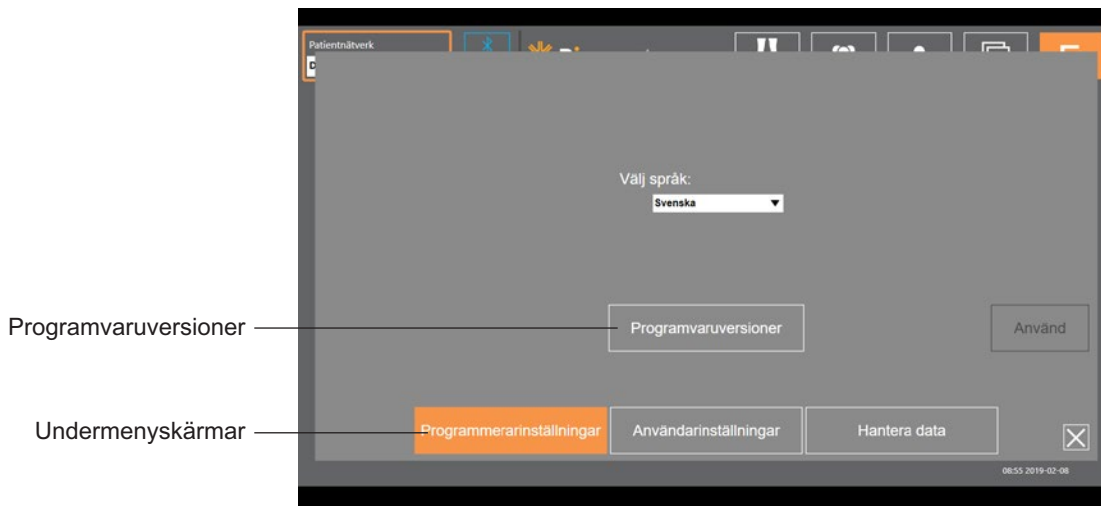 Patientnätverk
Välj språk:
Svenska
Programvaruversioner
Programvaruversioner
Använd
Undermenyskärmar
Programmerarinställningar
Användarinställningar
Hantera data
08:55 2019-02-08